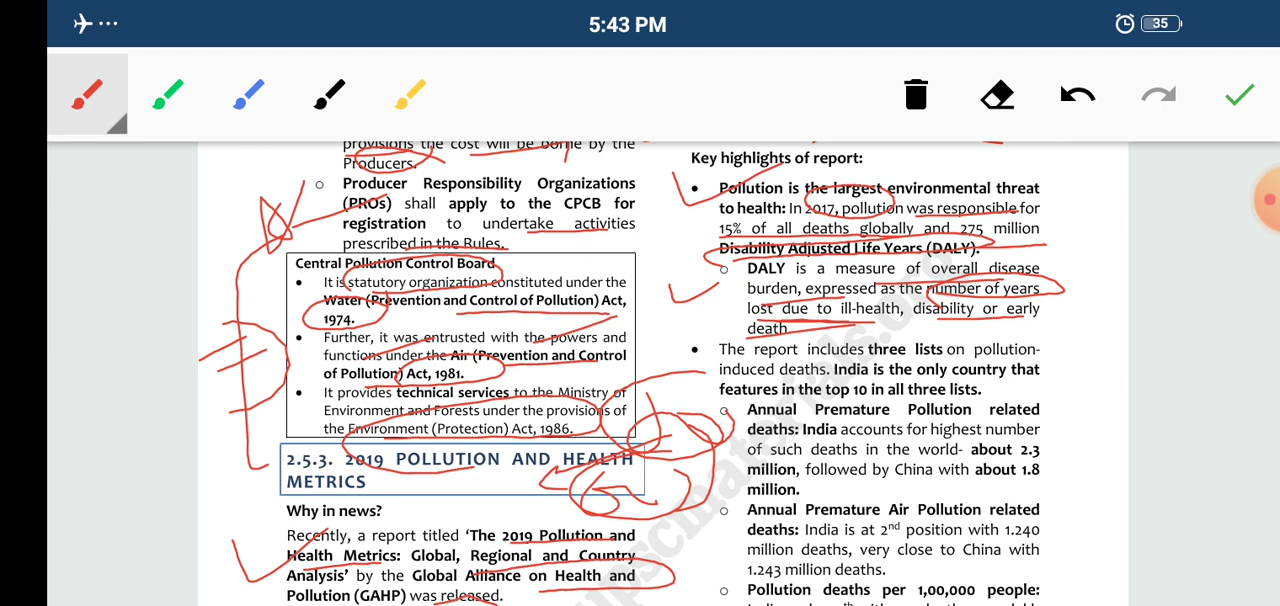 5:43 PM
35
provisions the cost will be borne by the
Producers.
○ Producer Responsibility Organizations
(PROs) shall apply to the CPCB for
registration to undertake activities
prescribed in the Rules.
Central Pollution Control Board
• It is statutory organization constituted under the
Water (Prevention and Control of Pollution) Act,
1974.
• Further, it was entrusted with the powers and
functions under the Air (Prevention and Control
of Pollution) Act, 1981.
• It provides technical services to the Ministry of
Environment and Forests under the provisions of
the Environment (Protection) Act, 1986.
2.5.3. 2019 POLLUTION AND HEALTH
METRICS
Why in news?
Recently, a report titled ‘The 2019 Pollution and
Health Metrics: Global, Regional and Country
Analysis’ by the Global Alliance on Health and
Pollution (GAHP) was released.
Key highlights of report:
• Pollution is the largest environmental threat
to health: In 2017, pollution was responsible for
15% of all deaths globally and 275 million
Disability Adjusted Life Years (DALY).
○ DALY is a measure of overall disease
burden, expressed as the number of years
lost due to ill-health, disability or early
death
• The report includes three lists on pollution-
induced deaths. India is the only country that
features in the top 10 in all three lists.
○ Annual Premature Pollution related
deaths: India accounts for highest number
of such deaths in the world- about 2.3
million, followed by China with about 1.8
million.
○ Annual Premature Air Pollution related
deaths: India is at 2nd position with 1.240
million deaths, very close to China with
1.243 million deaths.
○ Pollution deaths per 1,00,000 people:
upscmaterials.org